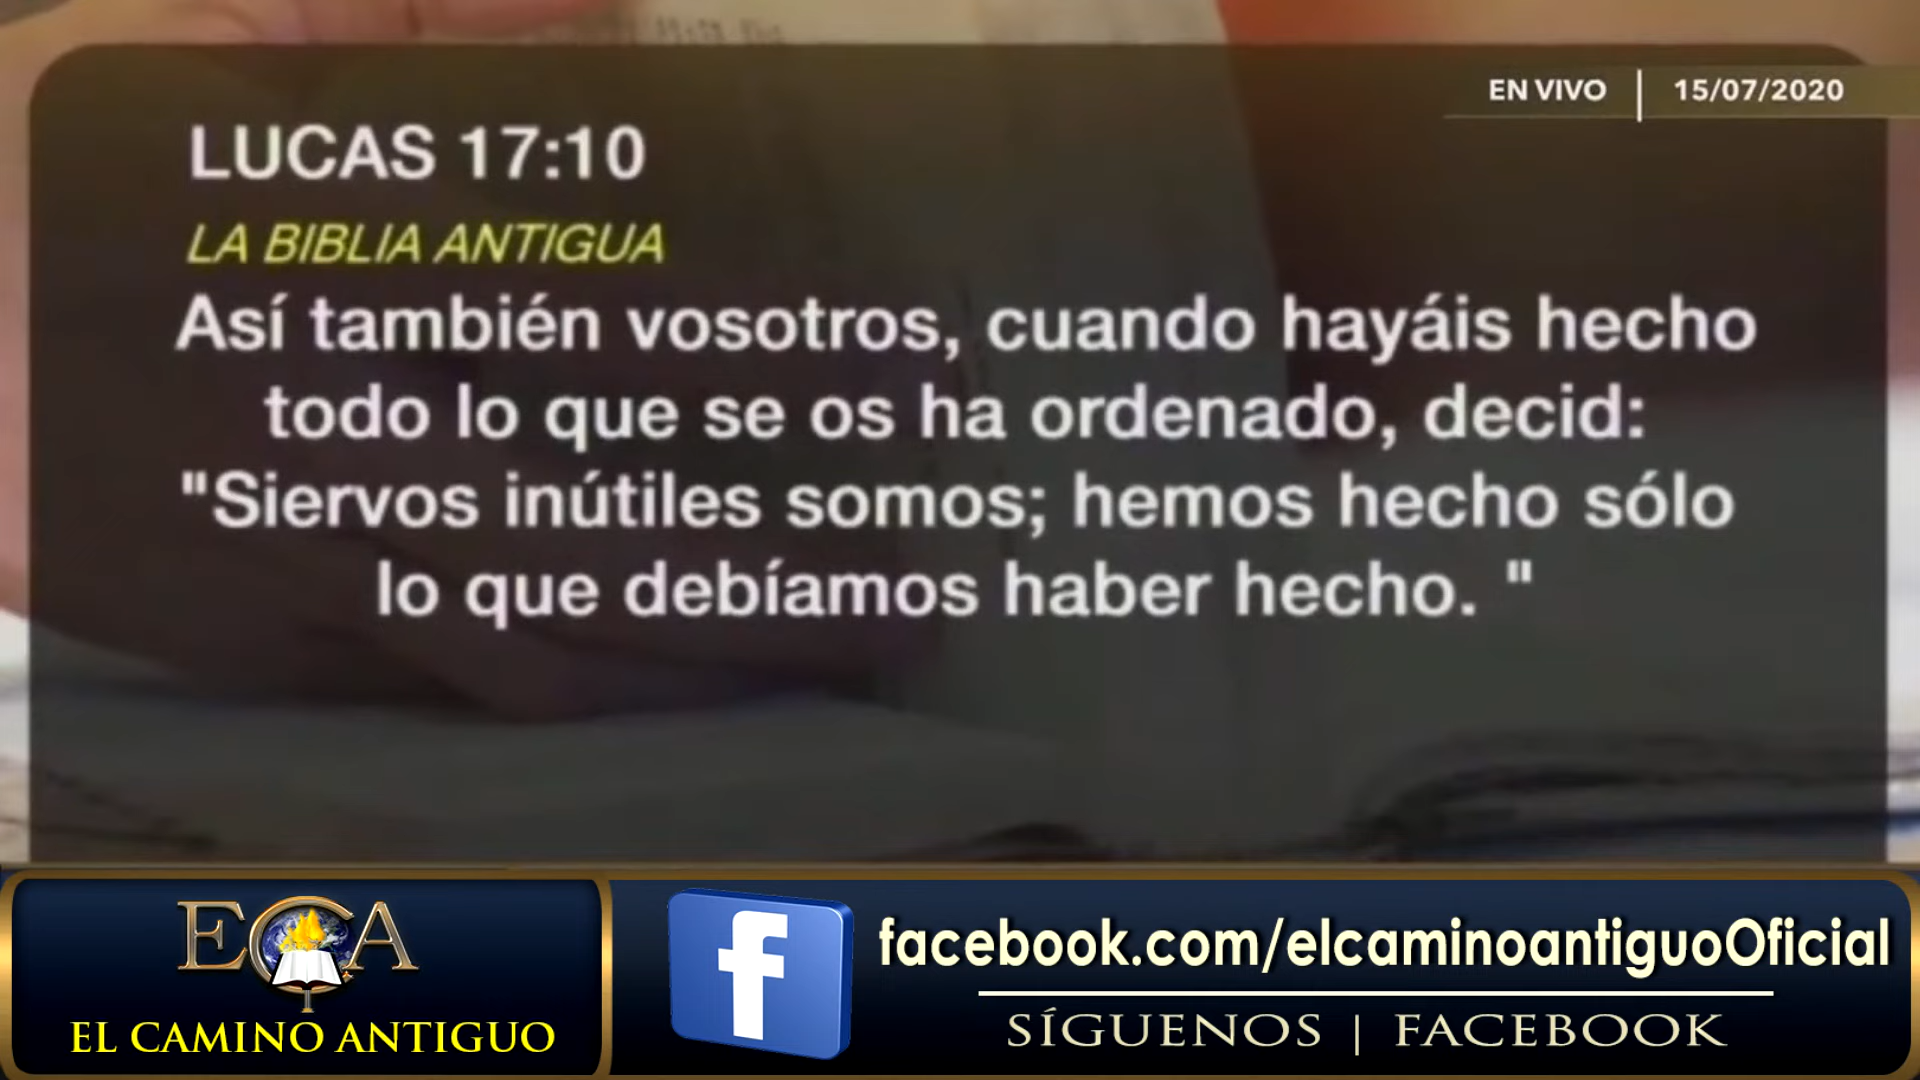 EN VIVO | 15/07/2020
LUCAS 17:10
LA BIBLIA ANTIGUA
Así también vosotros, cuando hayáis hecho
todo lo que se os ha ordenado, decid:
"Siervos inútiles somos; hemos hecho sólo
lo que debíamos haber hecho. "
ECA
EL CAMINO ANTIGUO
f
facebook.com/elcaminoantiguoOficial
SÍGUENOS | FACEBOOK